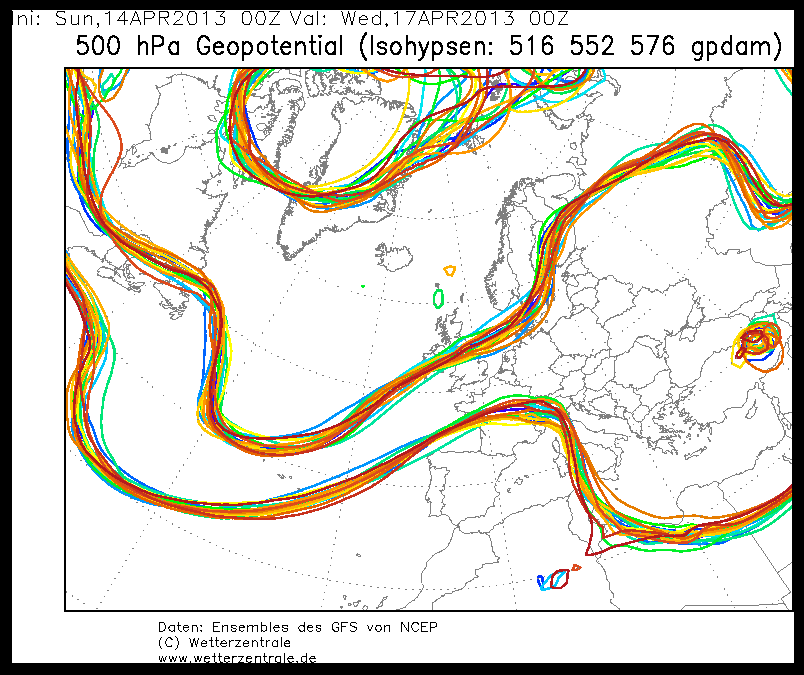 Ini: Sun,14APR2013 00Z Val: Wed,17APR2013 00Z
500 hPa Geopotential (Isohypsen: 516 552 576 gpdam)
Daten: Ensembles des GFS von NCEP
(C) Wetterzentrale
www.wetterzentrale.de